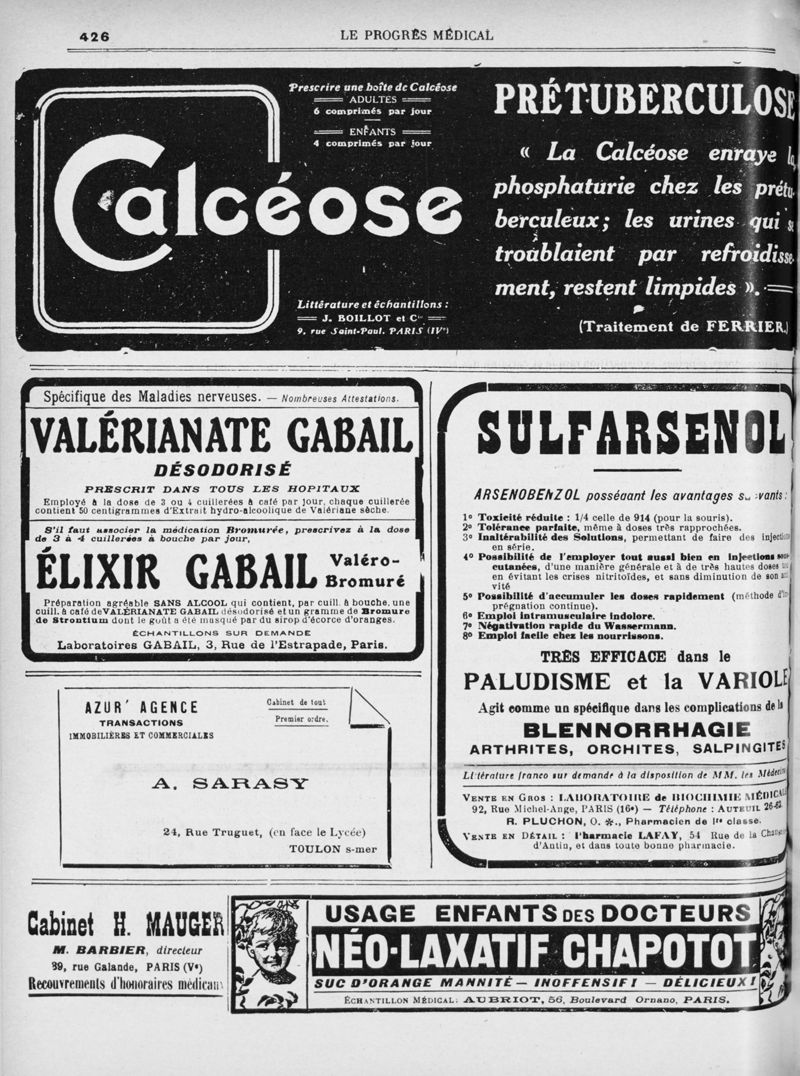 426
LE PROGRÈS MÉDICAL
Calcéose
Prescrire une boîte de Calcéose
ADULTES
6 comprimés par jour
ENFANTS
4 comprimés par jour
Littérature et échantillons :
J. BOILLOT et Cie
9, rue Saint-Paul. PARIS (IVe)
PRÉTUBERCULOSE
« La Calcéose enraye la
phosphaturie chez les prétu-
berculeux; les urines qui se
troublaient par refroidisse-
ment, restent limpides ».
(Traitement de FERRIER.)
Spécifique des Maladies nerveuses. — Nombreuses Attestations.
VALÉRIANATE GABAIL
DÉSODORISÉ
PRESCRIT DANS TOUS LES HOPITAUX
Employé à la dose de 3 ou 4 cuillerées à café par jour, chaque cuillerée
contient 50 centigrammes d'Extrait hydro-alcoolique de Valériane sèche.
S'il faut associer la médication Bromurée, prescrivez à la dose
de 3 à 4 cuillerées à bouche par jour,
ÉLIXIR GABAIL Valéro-
Bromuré
Préparation agréable SANS ALCOOL qui contient, par cuill. à bouche, une
cuill. à café de VALÉRIANATE GABAIL désodorisé et un gramme de Bromure
de Strontium dont le goût a été masqué par du sirop d'écorce d'oranges.
ÉCHANTILLONS SUR DEMANDE
Laboratoires GABAIL, 3, Rue de l'Estrapade, Paris.
SULFARSENOL
ARSENOBENZOL possédant les avantages suivants :
1° Toxicité réduite : 1/4 celle de 914 (pour la souris).
2° Tolérance parfaite, même à doses très rapprochées.
3° Inaltérabilité des Solutions, permettant de faire des injections
en série.
4° Possibilité de l'employer tout aussi bien en injections sous-
cutanées, d'une manière générale et à de très hautes doses
en évitant les crises nitritoïdes, et sans diminution de son
vité
5° Possibilité d'accumuler les doses rapidement (méthode d'im-
prégnation continue).
6° Emploi intramusculaire indolore.
7° Négativation rapide du Wassermann.
8° Emploi facile chez les nourrissons.
TRÈS EFFICACE dans le
PALUDISME et la VARIOLE
Agit comme un spécifique dans les complications de la
BLENNORRHAGIE
ARTHRITES, ORCHITES, SALPINGITES
Littérature franco sur demande à la disposition de MM. les Médecins
VENTE EN GROS : LABORATOIRE de BIOCHIMIE MÉDICALE
92, Rue Michel-Ange, PARIS (16e) — Téléphone : AUTEUIL 26-62
R. PLUCHON, O. ✻., Pharmacien de 1re classe.
VENTE EN DÉTAIL : Pharmacie LAFAY, 54 Rue de la Chaussée
d'Antin, et dans toute bonne pharmacie.
AZUR' AGENCE
TRANSACTIONS
IMMOBILIÈRES ET COMMERCIALES
Cabinet de tout
Premier ordre.
A. SARASY
24, Rue Truguet, (en face le Lycée)
TOULON s-mer
Cabinet H. MAUGER
M. BARBIER, directeur
39, rue Galande, PARIS (Ve)
Recouvrements d'honoraires médicaux
USAGE ENFANTS DES DOCTEURS
NÉO-LAXATIF CHAPOTOT
SUC D'ORANGE MANNITÉ — INOFFENSIF! — DÉLICIEUX!
ÉCHANTILLON MÉDICAL: AUBRIOT, 56, Boulevard Ornano, PARIS.